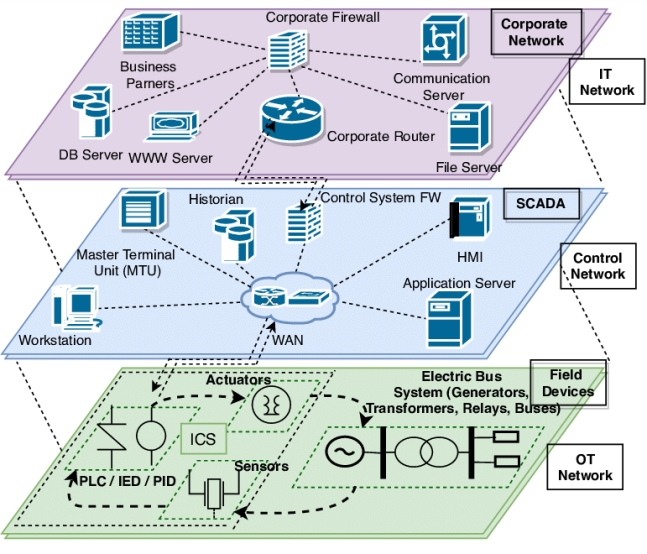 Corporate Firewall
Corporate
Network
Business
Parners
Communication
Server
IT
Network
DB Server
WWW Server
Corporate Router
File Server
Historian
Control System FW
SCADA
Master Terminal
Unit (MTU)
HMI
Control
Network
Application Server
Workstation
WAN
Actuators
Electric Bus
System (Generators,
Transformers, Relays, Buses)
Field
Devices
ICS
PLC / IED / PID
Sensors
OT
Network